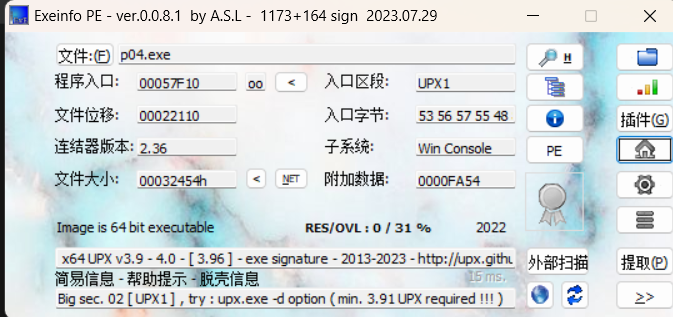 Exeinfo PE - ver.0.0.8.1 by A.S.L - 1173+164 sign 2023.07.29
文件:(F) p04.exe H
程序入口: 00057F10 oo < 入口区段: UPX1
文件位移: 00022110 入口字节: 53 56 57 55 48 插件(G)
连结器版本: 2.36 子系统: Win Console PE
文件大小: 00032454h < NET 附加数据: 0000FA54
Image is 64 bit executable RES/OVL : 0 / 31 % 2022
x64 UPX v3.9 - 4.0 - [ 3.96 ] - exe signature - 2013-2023 - http://upx.githu 外部扫描 提取(P)
简易信息 - 帮助提示 - 脱壳信息 15 ms.
Big sec. 02 [ UPX1 ] , try : upx.exe -d option ( min. 3.91 UPX required !!! ) >>